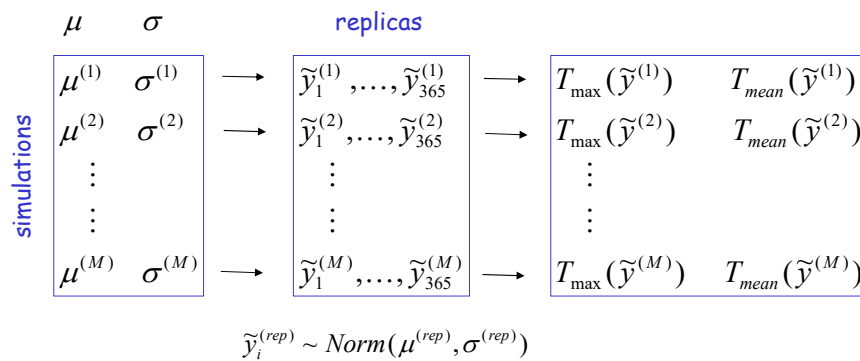 μ σ replicas
μ^(1) σ^(1) → ỹ_1^(1) ,..., ỹ_365^(1) → T_max(ỹ^(1)) T_mean(ỹ^(1))
μ^(2) σ^(2) → ỹ_1^(2),..., ỹ_365^(2) → T_max(ỹ^(2)) T_mean(ỹ^(2))
⋮ ⋮ ⋮
⋮ ⋮ ⋮
μ^(M) σ^(M) → ỹ_1^(M),..., ỹ_365^(M) → T_max(ỹ^(M)) T_mean(ỹ^(M))
simulations
ỹ_i^(rep) ~ Norm(μ^(rep), σ^(rep))